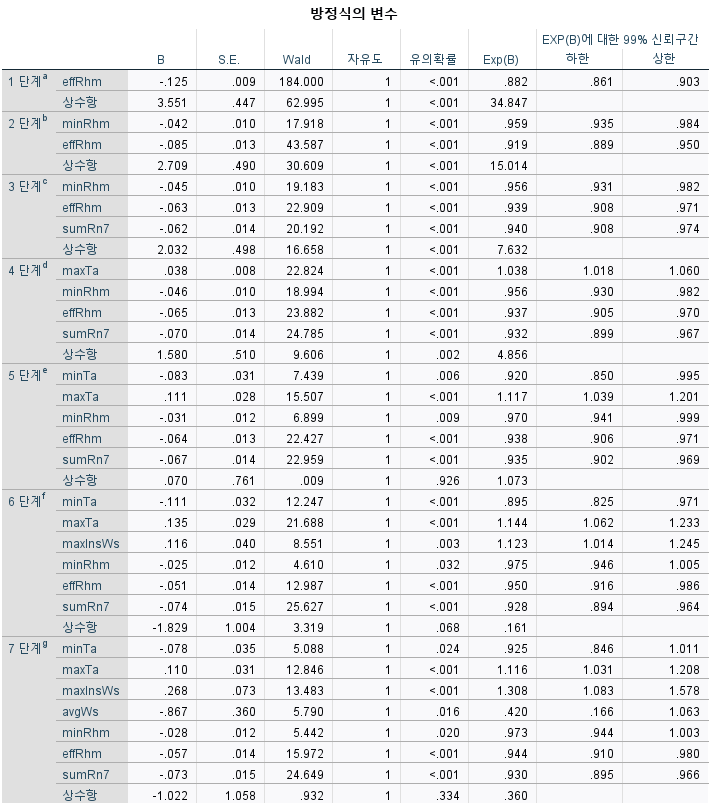 방정식의 변수
EXP(B)에 대한 99% 신뢰구간
B S.E. Wald 자유도 유의확률 Exp(B) 하한 상한
1 단계a effRhm -.125 .009 184.000 1 <.001 .882 .861 .903
상수항 3.551 .447 62.995 1 <.001 34.847
2 단계b minRhm -.042 .010 17.918 1 <.001 .959 .935 .984
effRhm -.085 .013 43.587 1 <.001 .919 .889 .950
상수항 2.709 .490 30.609 1 <.001 15.014
3 단계c minRhm -.045 .010 19.183 1 <.001 .956 .931 .982
effRhm -.063 .013 22.909 1 <.001 .939 .908 .971
sumRn7 -.062 .014 20.192 1 <.001 .940 .908 .974
상수항 2.032 .498 16.658 1 <.001 7.632
4 단계d maxTa .038 .008 22.824 1 <.001 1.038 1.018 1.060
minRhm -.046 .010 18.994 1 <.001 .956 .930 .982
effRhm -.065 .013 23.882 1 <.001 .937 .905 .970
sumRn7 -.070 .014 24.785 1 <.001 .932 .899 .967
상수항 1.580 .510 9.606 1 .002 4.856
5 단계e minTa -.083 .031 7.439 1 .006 .920 .850 .995
maxTa .111 .028 15.507 1 <.001 1.117 1.039 1.201
minRhm -.031 .012 6.899 1 .009 .970 .941 .999
effRhm -.064 .013 22.427 1 <.001 .938 .906 .971
sumRn7 -.067 .014 22.959 1 <.001 .935 .902 .969
상수항 .070 .761 .009 1 .926 1.073
6 단계f minTa -.111 .032 12.247 1 <.001 .895 .825 .971
maxTa .135 .029 21.688 1 <.001 1.144 1.062 1.233
maxInsWs .116 .040 8.551 1 .003 1.123 1.014 1.245
minRhm -.025 .012 4.610 1 .032 .975 .946 1.005
effRhm -.051 .014 12.987 1 <.001 .950 .916 .986
sumRn7 -.074 .015 25.627 1 <.001 .928 .894 .964
상수항 -1.829 1.004 3.319 1 .068 .161
7 단계g minTa -.078 .035 5.088 1 .024 .925 .846 1.011
maxTa .110 .031 12.846 1 <.001 1.116 1.031 1.208
maxInsWs .268 .073 13.483 1 <.001 1.308 1.083 1.578
avgWs -.867 .360 5.790 1 .016 .420 .166 1.063
minRhm -.028 .012 5.442 1 .020 .973 .944 1.003
effRhm -.057 .014 15.972 1 <.001 .944 .910 .980
sumRn7 -.073 .015 24.649 1 <.001 .930 .895 .966
상수항 -1.022 1.058 .932 1 .334 .360